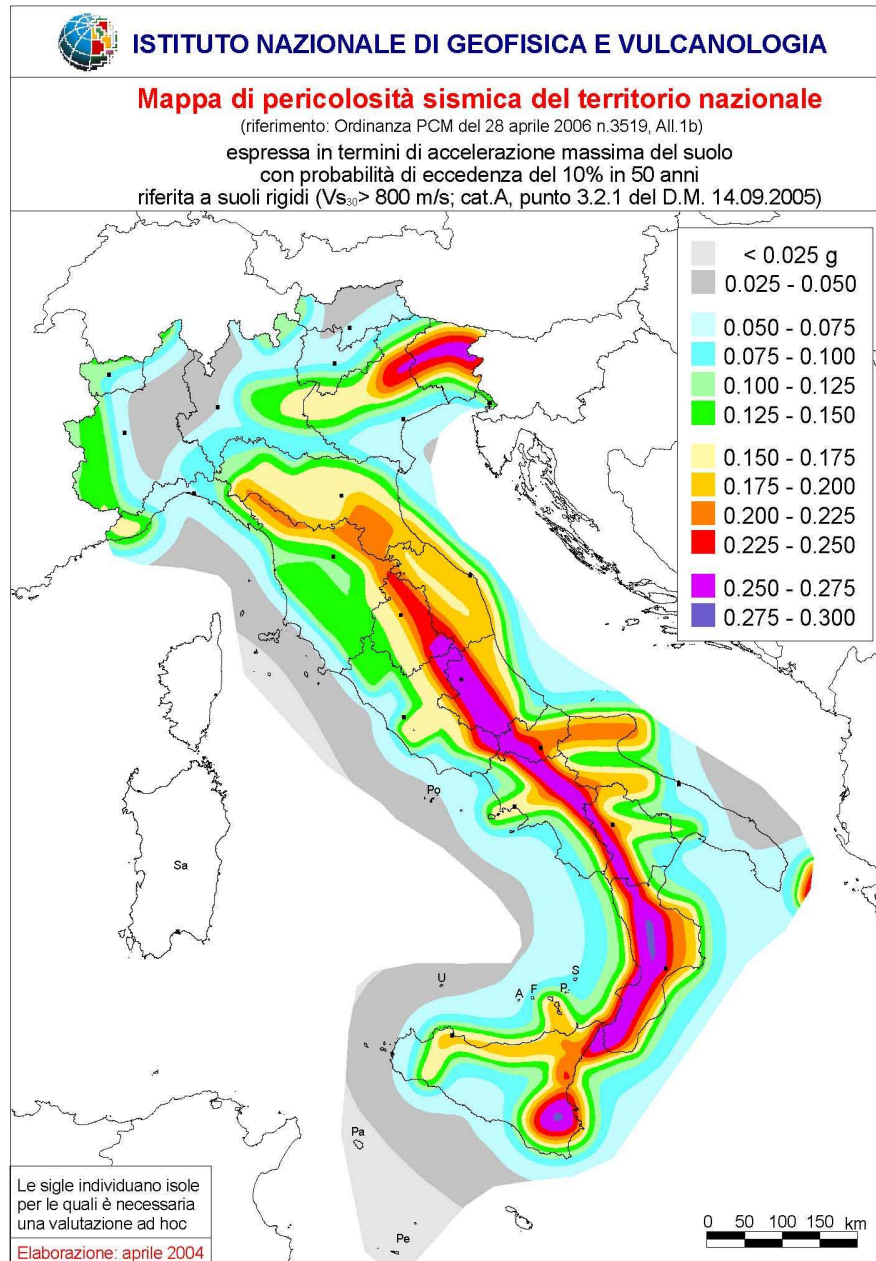 ISTITUTO NAZIONALE DI GEOFISICA E VULCANOLOGIA
Mappa di pericolosità sismica del territorio nazionale
(riferimento: Ordinanza PCM del 28 aprile 2006 n.3519, All.1b)
espressa in termini di accelerazione massima del suolo
con probabilità di eccedenza del 10% in 50 anni
riferita a suoli rigidi (Vs₃₀> 800 m/s; cat.A, punto 3.2.1 del D.M. 14.09.2005)
< 0.025 g
0.025 - 0.050
0.050 - 0.075
0.075 - 0.100
0.100 - 0.125
0.125 - 0.150
0.150 - 0.175
0.175 - 0.200
0.200 - 0.225
0.225 - 0.250
0.250 - 0.275
0.275 - 0.300
Po
Sa
U
A
F
P
S
Pa
Pe
Le sigle individuano isole
per le quali è necessaria
una valutazione ad hoc
Elaborazione: aprile 2004
0 50 100 150 km